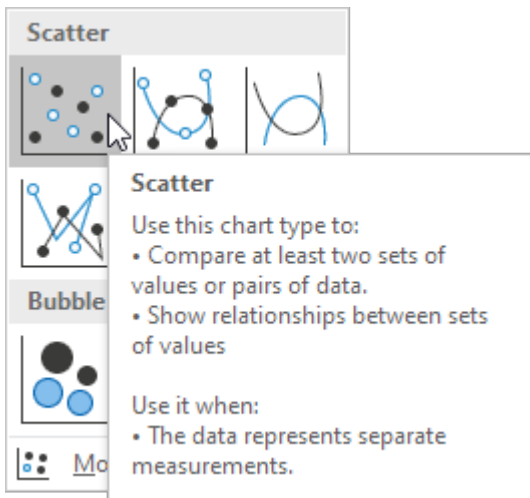 Scatter
Scatter
Use this chart type to:
• Compare at least two sets of
values or pairs of data.
• Show relationships between sets
of values
Use it when:
• The data represents separate
measurements.
Bubble
Mo